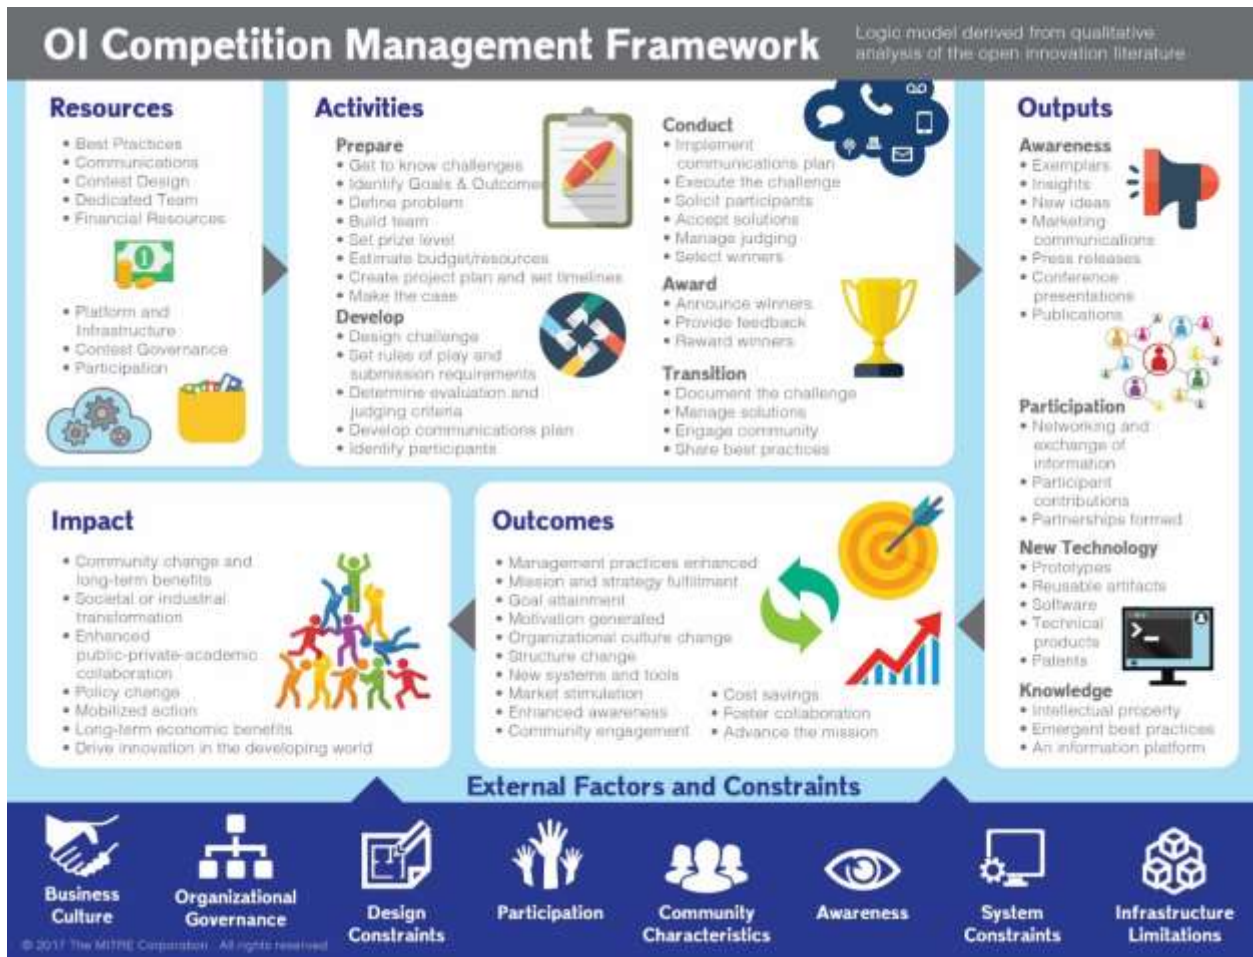 OI Competition Management Framework
Logic model derived from qualitative
analysis of the open innovation literature
Resources
• Best Practices
• Communications
• Contest Design
• Dedicated Team
• Financial Resources
1
• Platform and
Infrastructure
• Contest Governance
• Participation
Activities
Prepare
• Get to know challenges
• Identify Goals & Outcome
• Define problem
• Build team
• Set prize level
• Estimate budget/resources
• Create project plan and set timelines
• Make the case
Develop
• Design challenge
• Set rules of play and
submission requirements
• Determine evaluation and
judging criteria
• Develop communications plan
• Identify participants
Conduct
• Implement
communications plan
• Execute the challenge
• Solicit participants
• Accept solutions
• Manage judging
• Select winners
Award
• Announce winners
• Provide feedback
• Reward winners
Transition
• Document the challenge
• Manage solutions
• Engage community
• Share best practices
Outputs
Awareness
• Exemplars
• Insights
• New ideas
• Marketing
communications
• Press releases
• Conference
presentations
• Publications
Participation
• Networking and
exchange of
information
• Participant
contributions
• Partnerships formed
New Technology
• Prototypes
• Reusable artifacts
• Software
• Technical
products
• Patents
Knowledge
• Intellectual property
• Emergent best practices
• An information platform
Outcomes
• Management practices enhanced
• Mission and strategy fulfillment
• Goal attainment
• Motivation generated
• Organizational culture change
• Structure change
• New systems and tools
• Market stimulation
• Enhanced awareness
• Community engagement
• Cost savings
• Foster collaboration
• Advance the mission
Impact
• Community change and
long-term benefits
• Societal or industrial
transformation
• Enhanced
public-private-academic
collaboration
• Policy change
• Mobilized action
• Long-term economic benefits
• Drive innovation in the developing world
External Factors and Constraints
Business
Culture
Organizational
Governance
Design
Constraints
Participation
Community
Characteristics
Awareness
System
Constraints
Infrastructure
Limitations
© 2017 The MITRE Corporation. All rights reserved